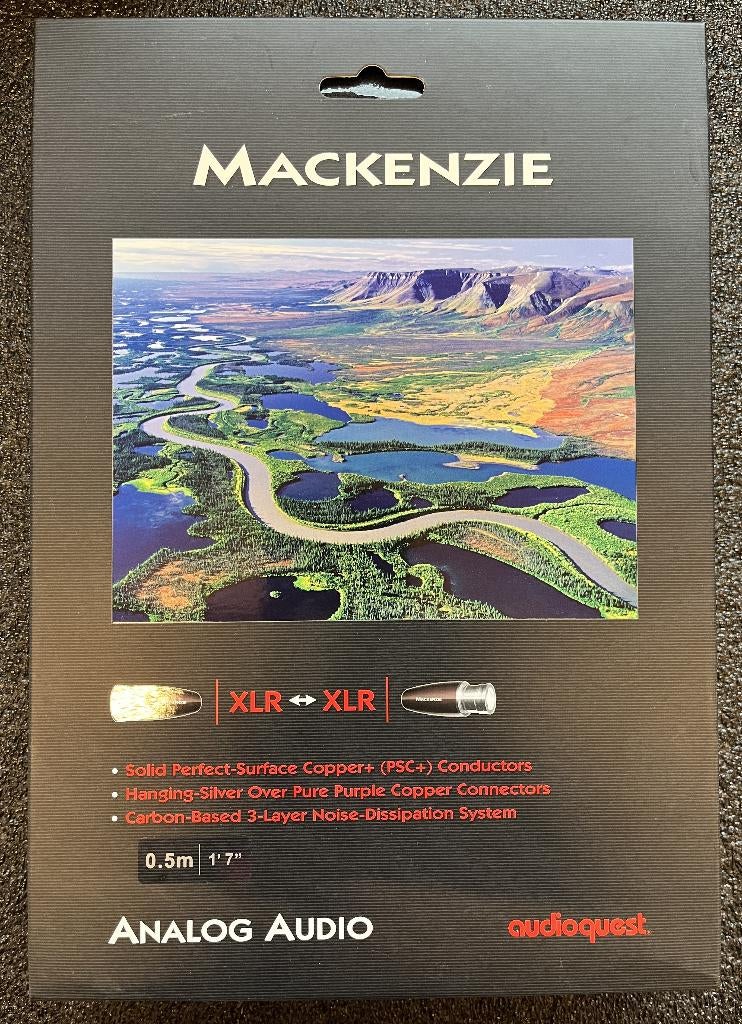 MACKENZIE
XLR ↔ XLR
MACKENZIE
• Solid Perfect-Surface Copper+ (PSC+) Conductors
• Hanging-Silver Over Pure Purple Copper Connectors
• Carbon-Based 3-Layer Noise-Dissipation System
0.5m | 1' 7"
ANALOG AUDIO
audioquest